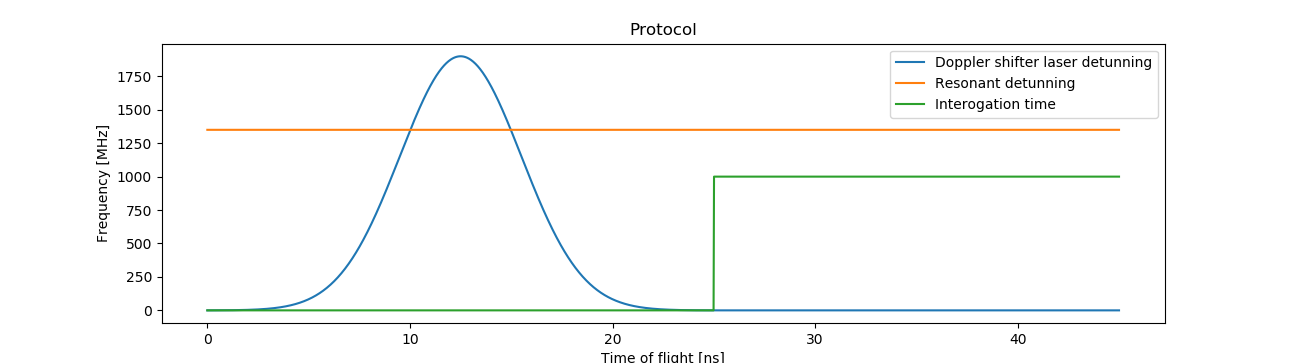 Protocol
Doppler shifter laser detunning
Resonant detunning
Interogation time
Frequency [MHz]
1750
1500
1250
1000
750
500
250
0
0 10 20 30 40
Time of flight [ns]